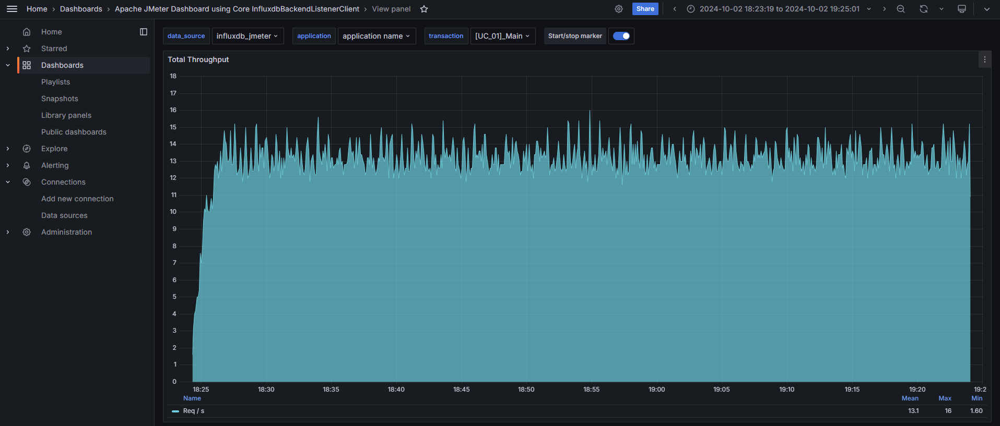 Home › Dashboards › Apache JMeter Dashboard using Core InfluxdbBackendListenerClient › View panel
Share
2024-10-02 18:23:19 to 2024-10-02 19:25:01
Home
Starred
Dashboards
Playlists
Snapshots
Library panels
Public dashboards
Explore
Alerting
Connections
Add new connection
Data sources
Administration
data_source influxdb_jmeter application application name transaction [UC_01]_Main Start/stop marker
Total Throughput
18
17
16
15
14
13
12
11
10
9
8
7
6
5
4
3
2
1
0
18:25 18:30 18:35 18:40 18:45 18:50 18:55 19:00 19:05 19:10 19:15 19:20 19:2
Name Mean Max Min
Req / s 13.1 16 1.60